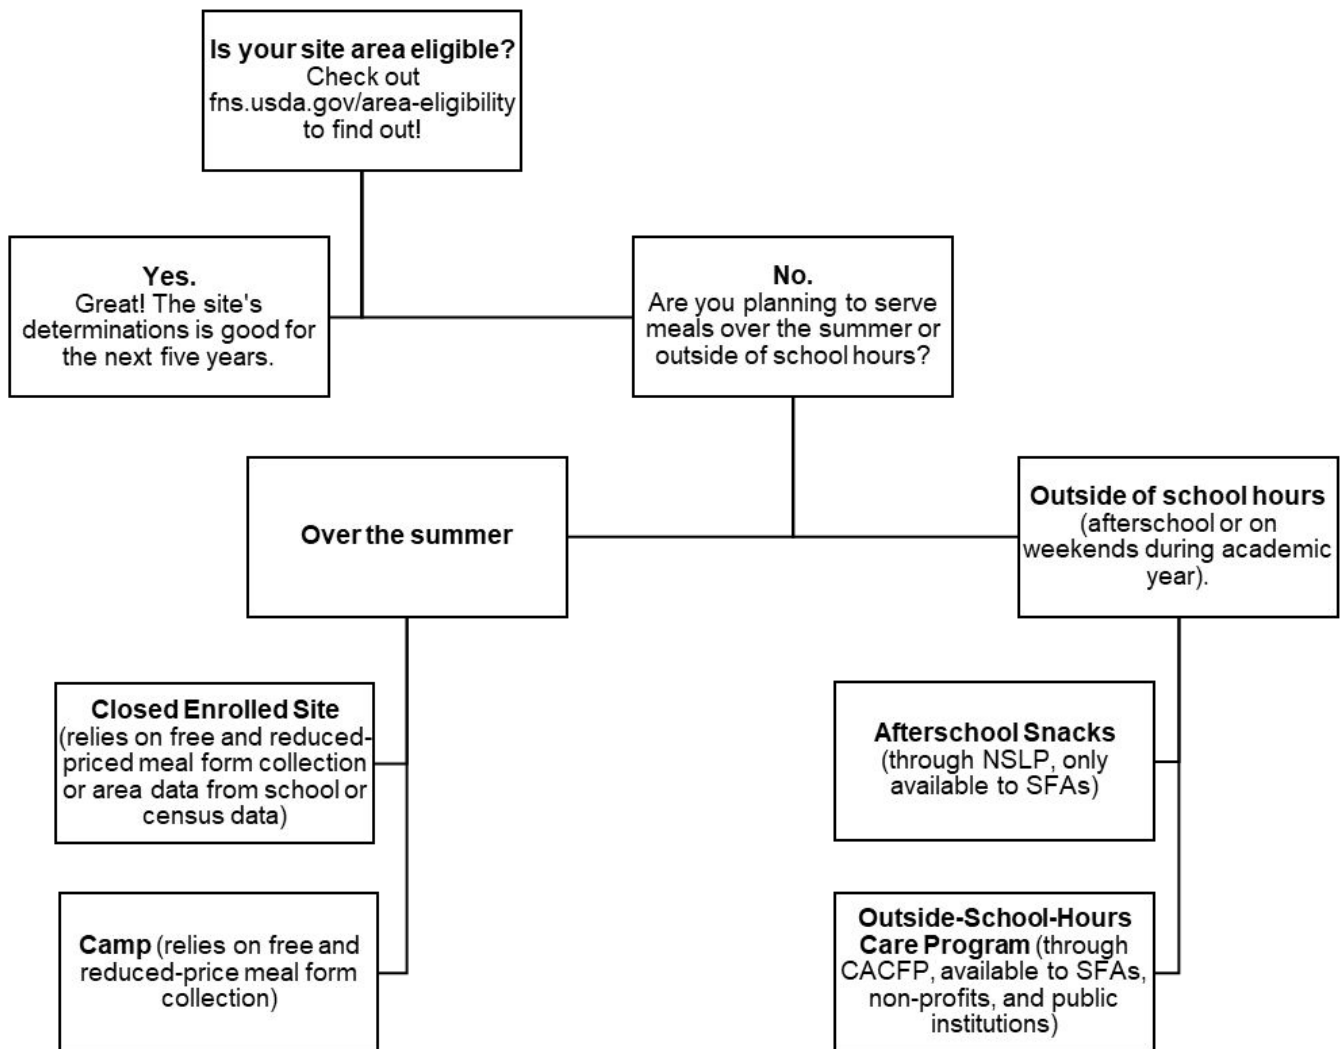 Is your site area eligible?
Check out
fns.usda.gov/area-eligibility
to find out!
Yes.
Great! The site's
determinations is good for
the next five years.
No.
Are you planning to serve
meals over the summer or
outside of school hours?
Over the summer
Outside of school hours
(afterschool or on
weekends during academic
year).
Closed Enrolled Site
(relies on free and reduced-
priced meal form collection
or area data from school or
census data)
Afterschool Snacks
(through NSLP, only
available to SFAs)
Camp (relies on free and
reduced-price meal form
collection)
Outside-School-Hours
Care Program (through
CACFP, available to SFAs,
non-profits, and public
institutions)